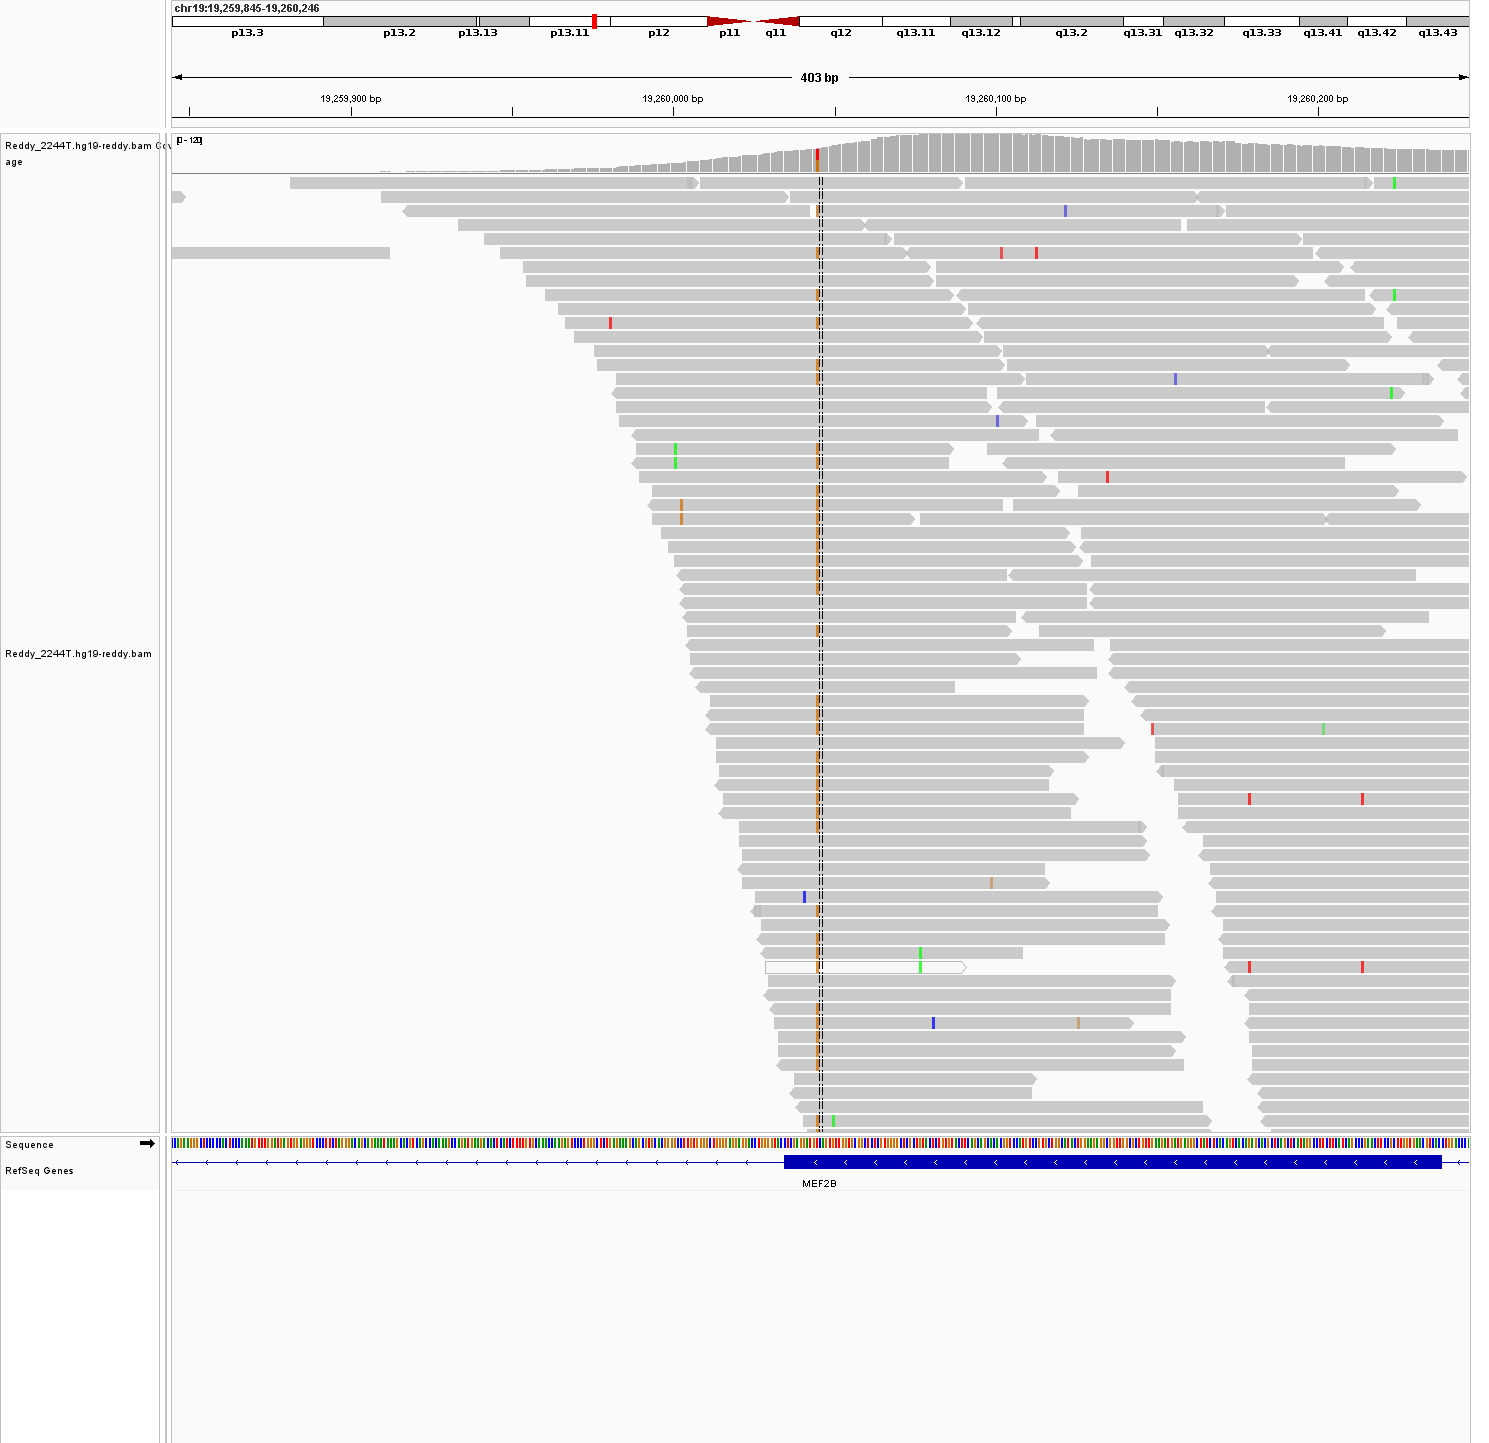 chr19:19,259,845-19,260,246
p13.3 p13.2 p13.13 p13.11 p12 p11 q11 q12 q13.11 q13.12 q13.2 q13.31 q13.32 q13.33 q13.41 q13.42 q13.43
403 bp
19,259,900 bp 19,260,000 bp 19,260,100 bp 19,260,200 bp
[0 - 120]
Reddy_2244T.hg19-reddy.bam
age
Reddy_2244T.hg19-reddy.bam
Sequence
RefSeq Genes
MEF2B